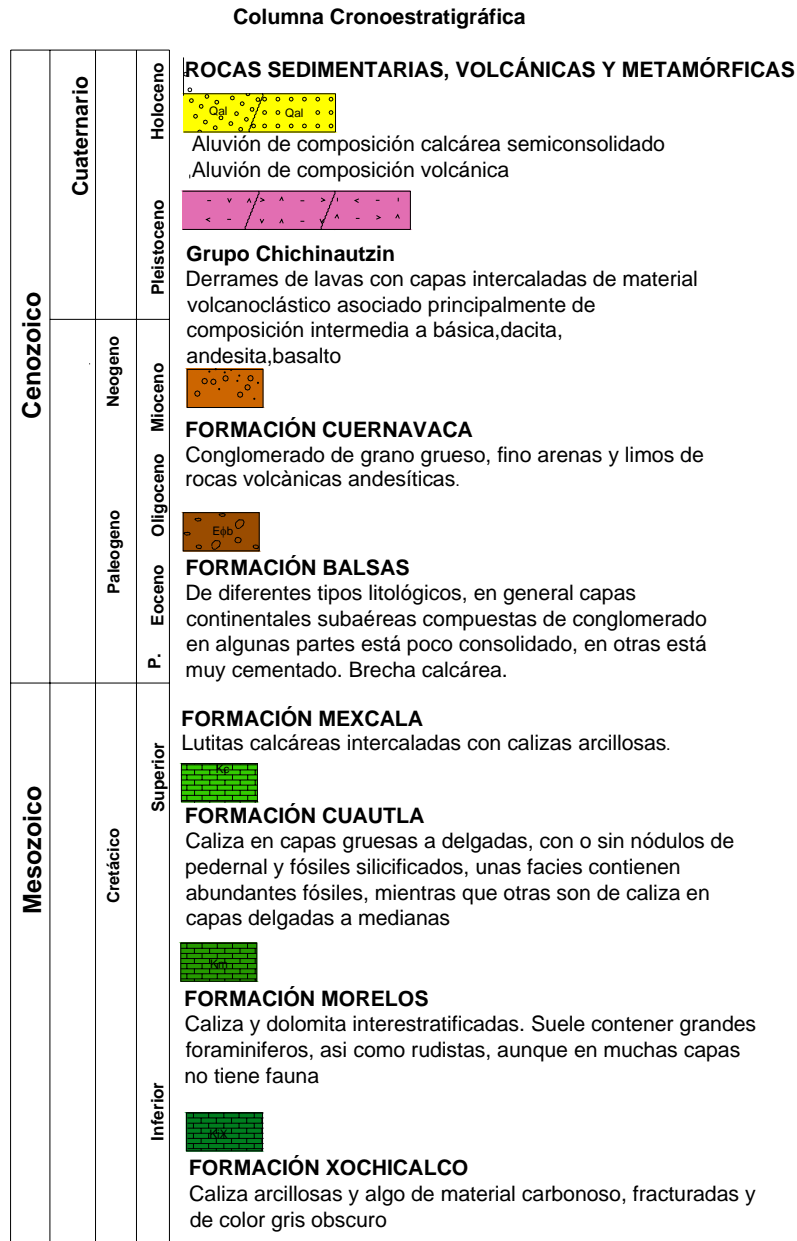 Columna Cronoestratigráfica
Cenozoico
Cuaternario
Holoceno
Pleistoceno
Neogeno
Mioceno
Paleogeno
Oligoceno
Eoceno
P.
Mesozoico
Cretácico
Superior
Inferior
ROCAS SEDIMENTARIAS, VOLCÁNICAS Y METAMÓRFICAS
Qal Qal
Aluvión de composición calcárea semiconsolidado
Aluvión de composición volcánica
Grupo Chichinautzin
Derrames de lavas con capas intercaladas de material
volcanoclástico asociado principalmente de
composición intermedia a básica,dacita,
andesita,basalto
FORMACIÓN CUERNAVACA
Conglomerado de grano grueso, fino arenas y limos de
rocas volcànicas andesíticas.
Eϕb
FORMACIÓN BALSAS
De diferentes tipos litológicos, en general capas
continentales subaéreas compuestas de conglomerado
en algunas partes está poco consolidado, en otras está
muy cementado. Brecha calcárea.
FORMACIÓN MEXCALA
Lutitas calcáreas intercaladas con calizas arcillosas.
Kc
FORMACIÓN CUAUTLA
Caliza en capas gruesas a delgadas, con o sin nódulos de
pedernal y fósiles silicificados, unas facies contienen
abundantes fósiles, mientras que otras son de caliza en
capas delgadas a medianas
Km
FORMACIÓN MORELOS
Caliza y dolomita interestratificadas. Suele contener grandes
foraminiferos, asi como rudistas, aunque en muchas capas
no tiene fauna
FORMACIÓN XOCHICALCO
Caliza arcillosas y algo de material carbonoso, fracturadas y
de color gris obscuro